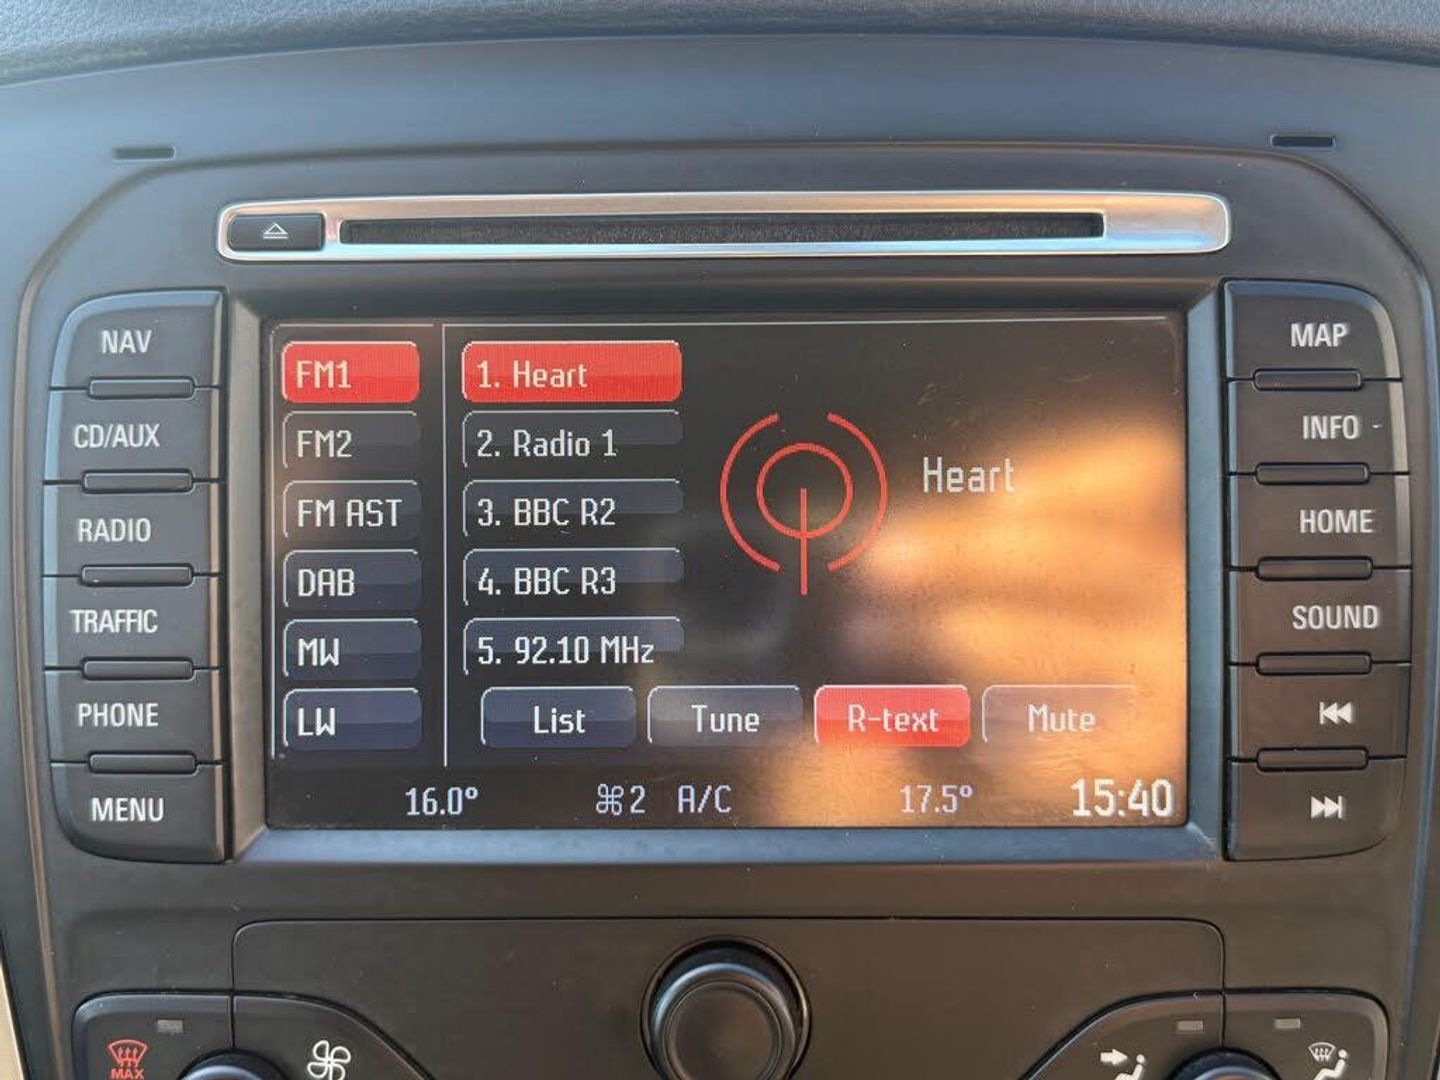 NAV
CD/AUX
RADIO
TRAFFIC
PHONE
MENU
FM1
FM2
FM AST
DAB
MW
LW
1. Heart
2. Radio 1
3. BBC R2
4. BBC R3
5. 92.10 MHz
Heart
List Tune R-text Mute
16.0° 2 A/C 17.5° 15:40
MAP
INFO
HOME
SOUND
MAX